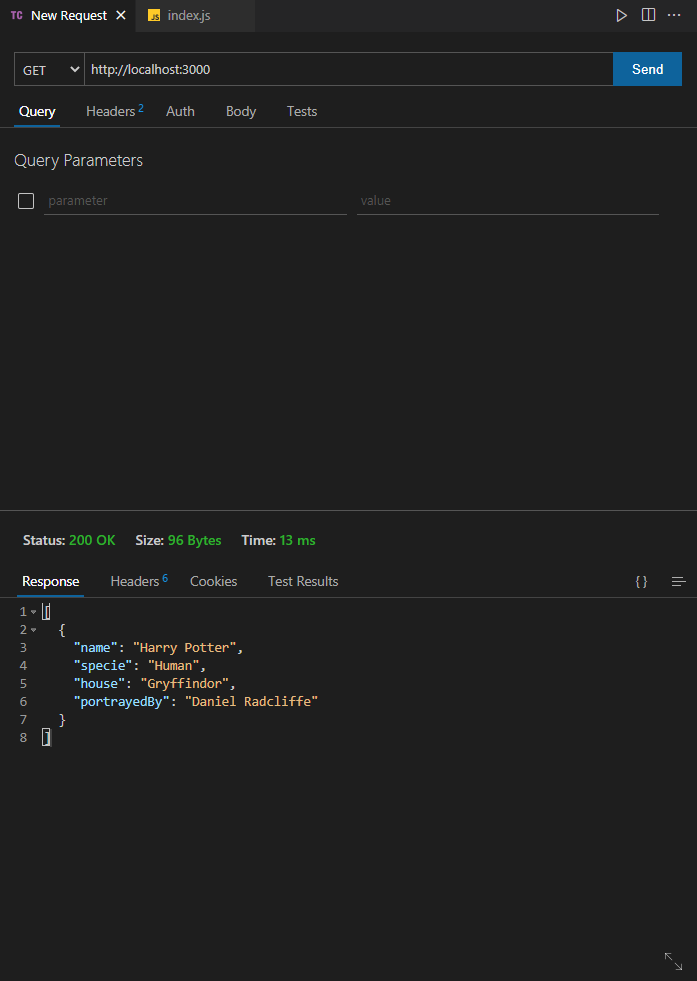 TC New Request
JS index.js
GET http://localhost:3000 Send
Query Headers 2 Auth Body Tests
Query Parameters
parameter value
Status: 200 OK Size: 96 Bytes Time: 13 ms
Response Headers 6 Cookies Test Results { }
1 [
2 {
3 "name": "Harry Potter",
4 "specie": "Human",
5 "house": "Gryffindor",
6 "portrayedBy": "Daniel Radcliffe"
7 }
8 ]